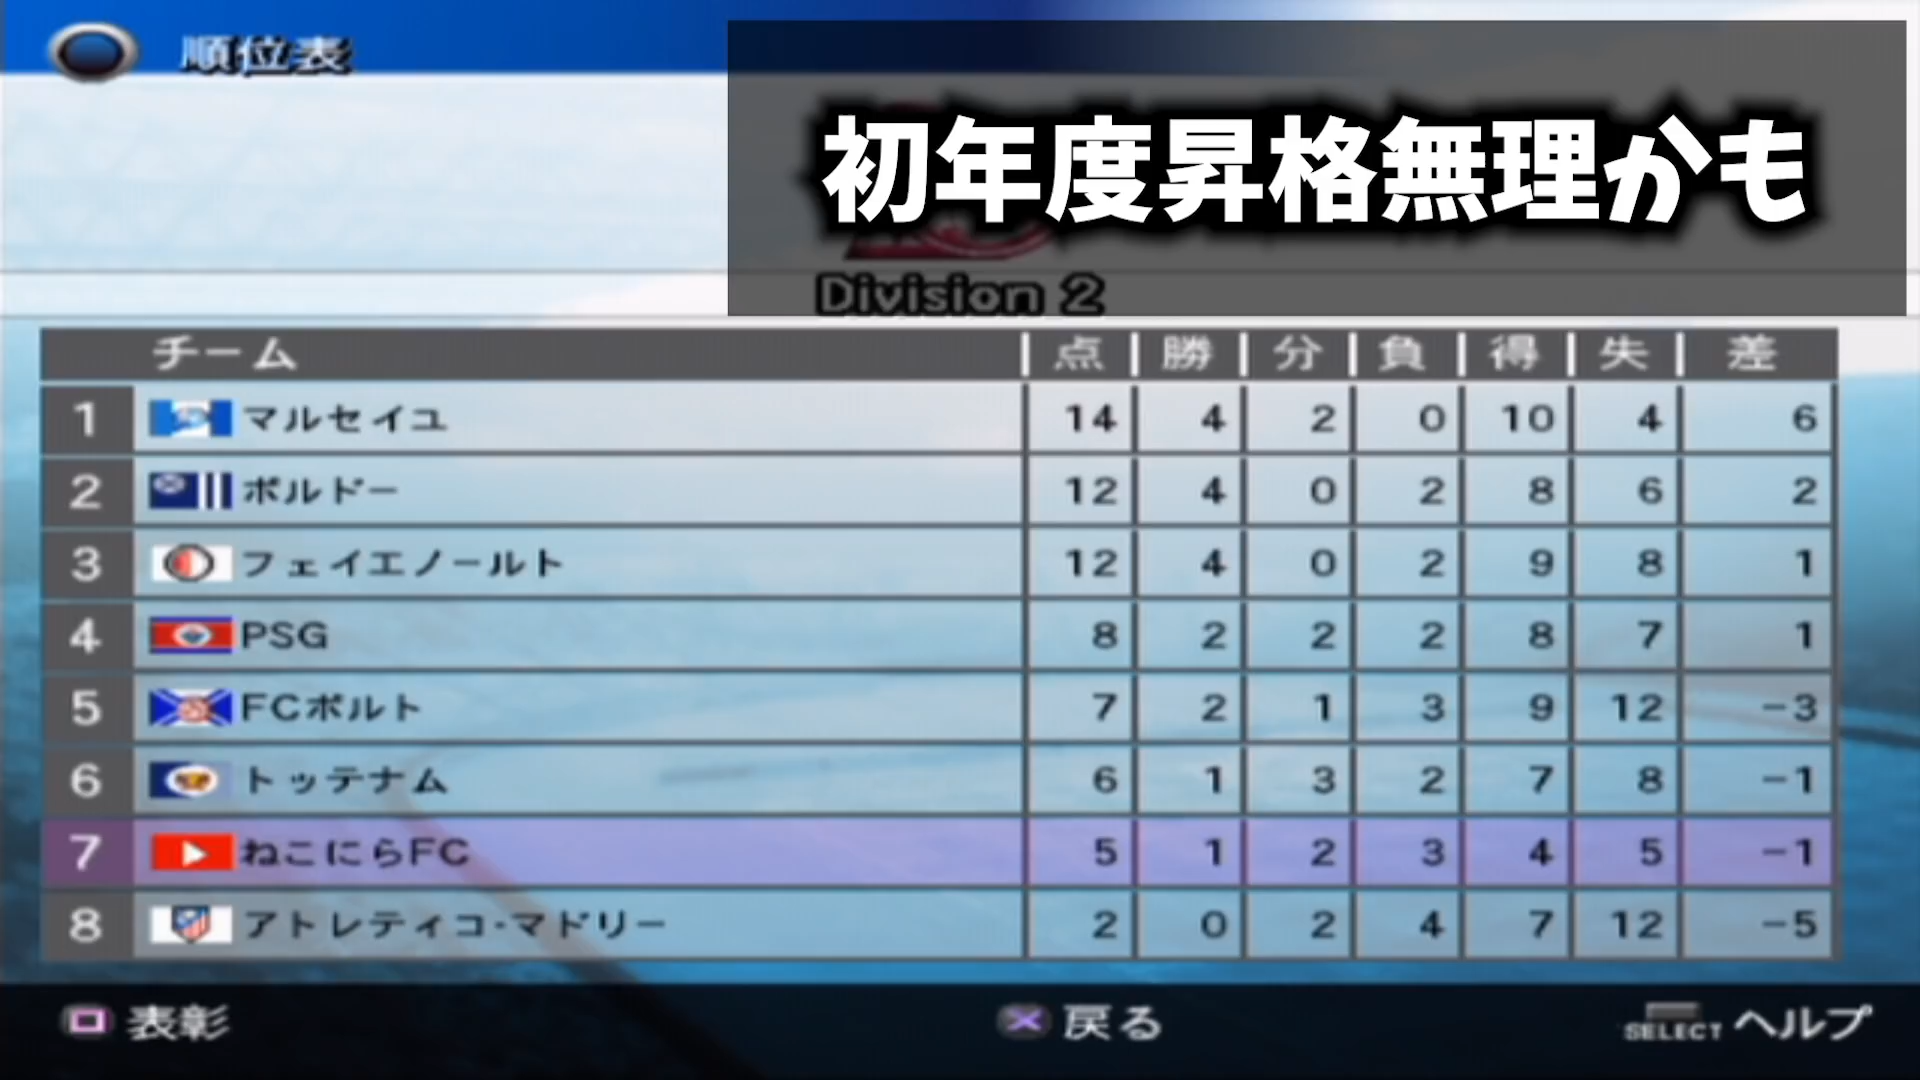 順位表
初年度昇格無理かも
Division 2
チーム 点 勝 分 負 得 失 差
1 マルセイユ 14 4 2 0 10 4 6
2 ボルドー 12 4 0 2 8 6 2
3 フェイエノールト 12 4 0 2 9 8 1
4 PSG 8 2 2 2 8 7 1
5 FCポルト 7 2 1 3 9 12 -3
6 トッテナム 6 1 3 2 7 8 -1
7 ねこにらFC 5 1 2 3 4 5 -1
8 アトレティコ・マドリー 2 0 2 4 7 12 -5
表彰 戻る SELECT ヘルプ